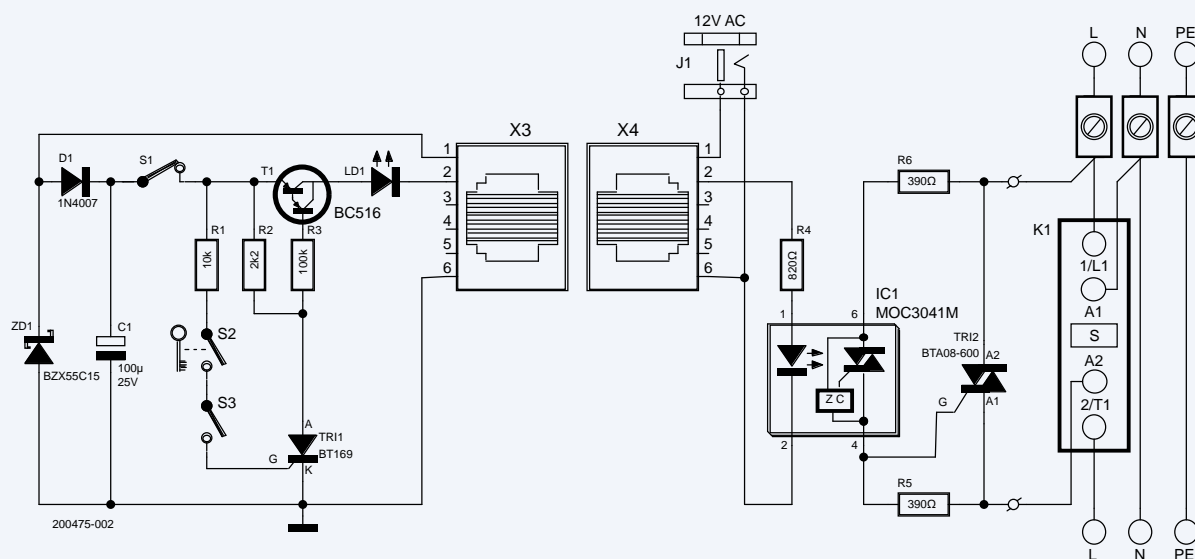 12V AC
J1
L N PE
X3 X4
1 1
2 2
3 3
4 4
5 5
6 6
D1
1N4007
S1
T1
BC516
LD1
R1
10k
R2
2k2
R3
100k
R4
820Ω
R6
390Ω
K1
1/L1
A1
S
A2
2/T1
ZD1
BZX55C15
C1
100µ
25V
S2
S3
A
TRI1
BT169
G
K
IC1
MOC3041M
1
6
ZC
2
4
TRI2
BTA08-600
A2
G
A1
R5
390Ω
200475-002
L N PE